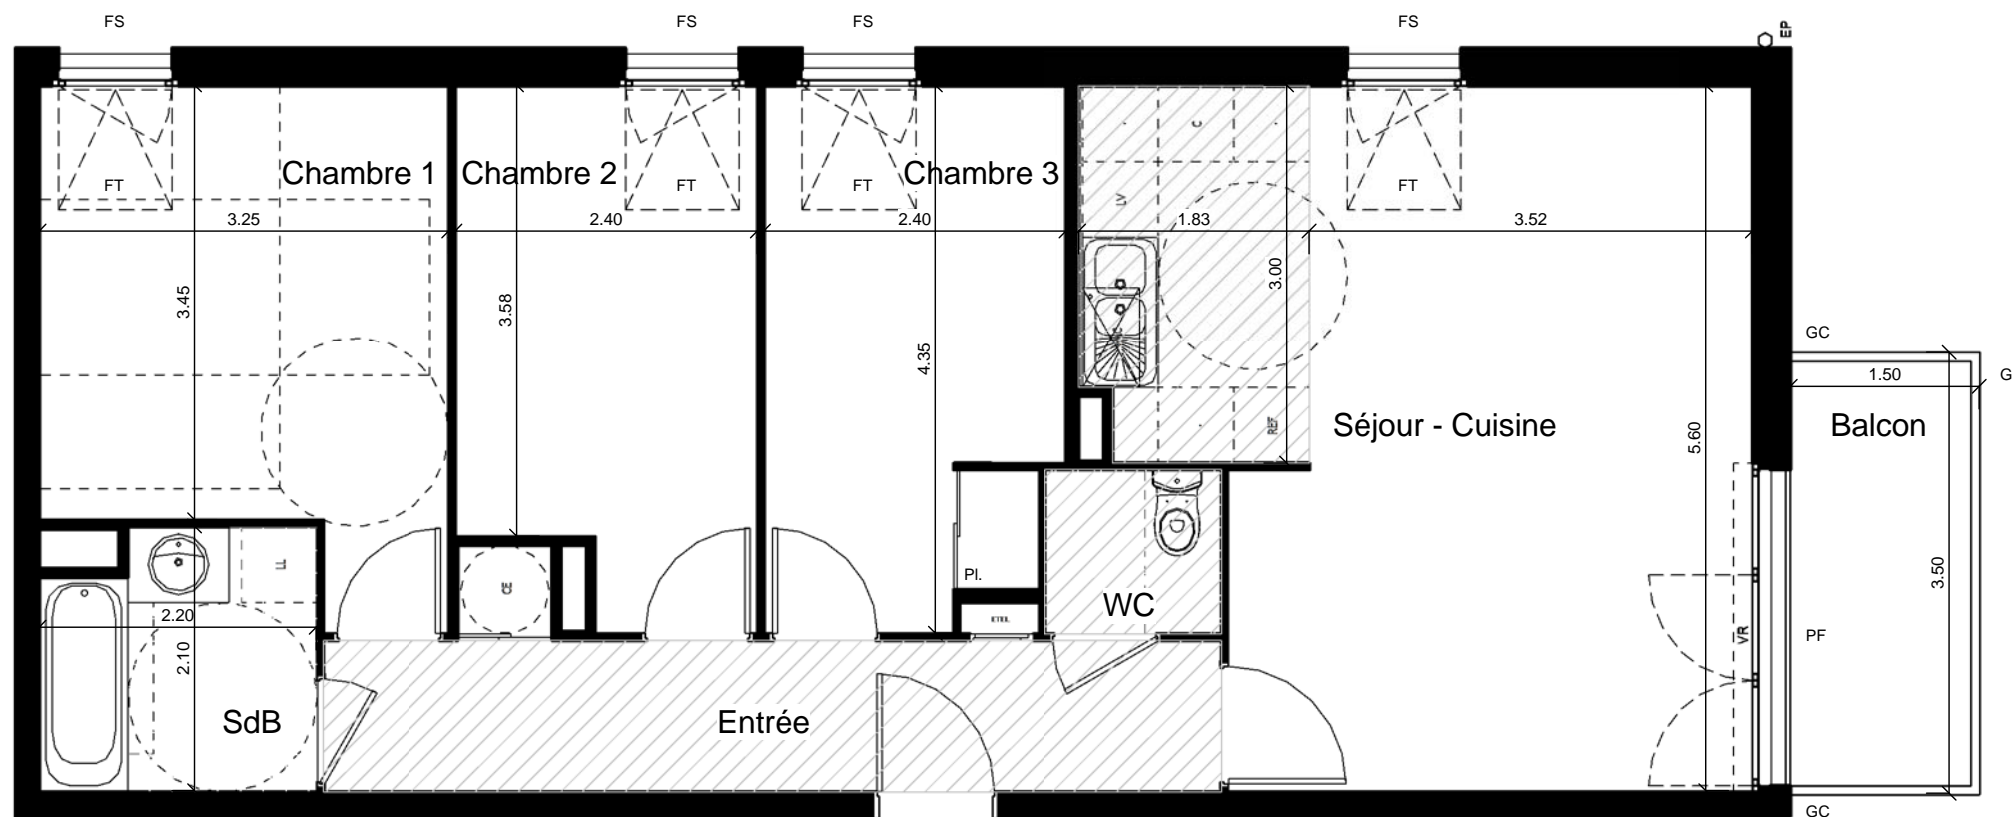 FS
FS
FS
FS
EP
FT
FT
FT
FT
Chambre 1
Chambre 2
Chambre 3
C
LV
3.25
2.40
2.40
1.83
3.52
3.45
3.58
4.35
3.00
5.60
REF
Séjour - Cuisine
GC
1.50
G
Balcon
3.50
LL
CE
Pl.
ETEL
WC
2.20
2.10
VR
PF
SdB
Entrée
GC